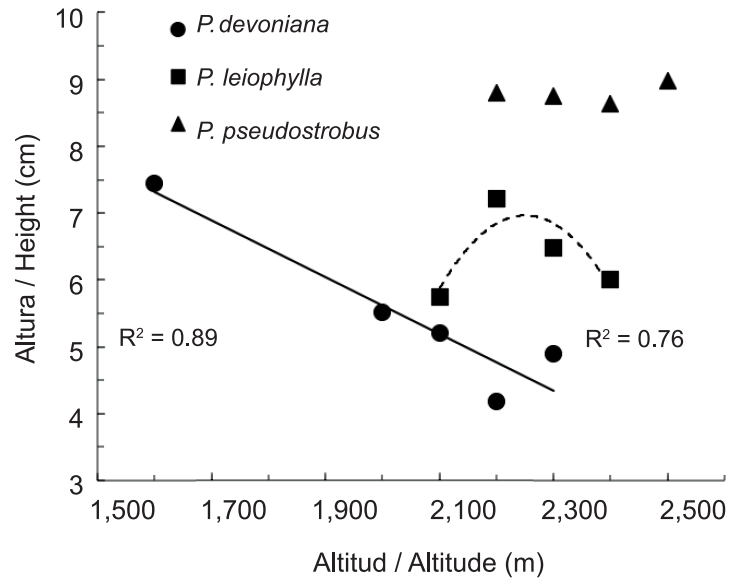 10
9
8
7
6
5
4
3
Altura / Height (cm)
P. devoniana
P. leiophylla
P. pseudostrobus
R² = 0.89
R² = 0.76
1,500
1,700
1,900
2,100
2,300
2,500
Altitud / Altitude (m)